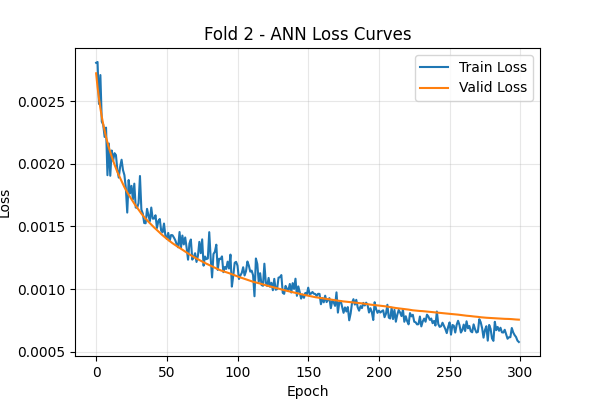 Fold 2 - ANN Loss Curves
Train Loss
Valid Loss
Loss
0.0025
0.0020
0.0015
0.0010
0.0005
0 50 100 150 200 250 300
Epoch